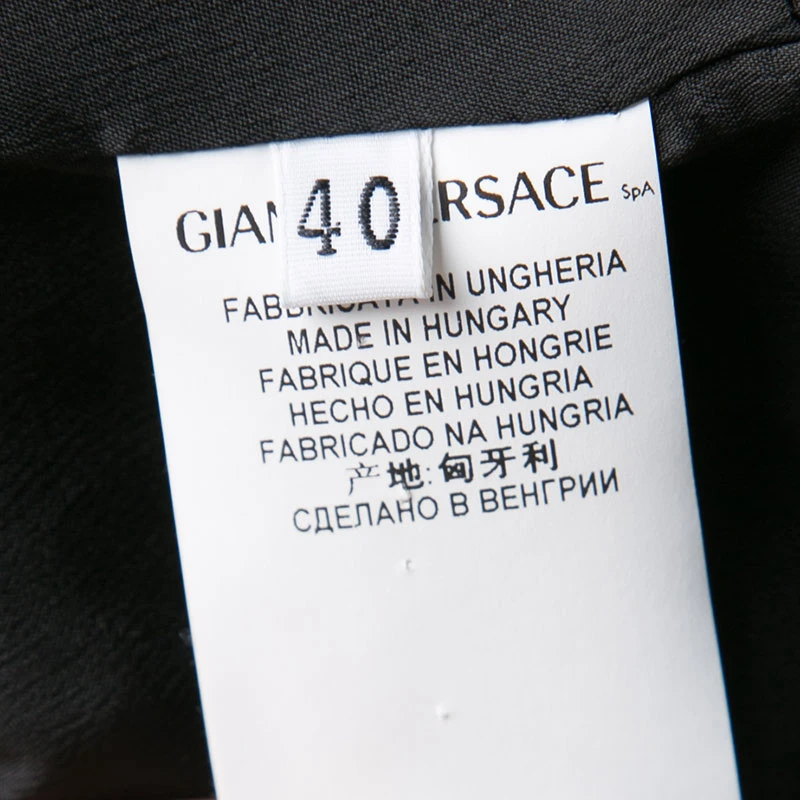 40
GIAN ERSACE SpA
FABBRICATA IN UNGHERIA
MADE IN HUNGARY
FABRIQUE EN HONGRIE
HECHO EN HUNGRIA
FABRICADO NA HUNGRIA
产地:匈牙利
СДЕЛАНО В ВЕНГРИИ